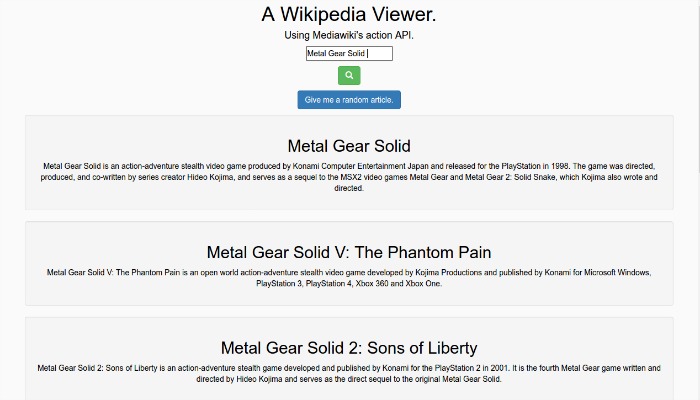 A Wikipedia Viewer.
Using Mediawiki's action API.
Metal Gear Solid
Give me a random article.
Metal Gear Solid
Metal Gear Solid is an action-adventure stealth video game produced by Konami Computer Entertainment Japan and released for the PlayStation in 1998. The game was directed,
produced, and co-written by series creator Hideo Kojima, and serves as a sequel to the MSX2 video games Metal Gear and Metal Gear 2: Solid Snake, which Kojima also wrote and
directed.
Metal Gear Solid V: The Phantom Pain
Metal Gear Solid V: The Phantom Pain is an open world action-adventure stealth video game developed by Kojima Productions and published by Konami for Microsoft Windows,
PlayStation 3, PlayStation 4, Xbox 360 and Xbox One.
Metal Gear Solid 2: Sons of Liberty
Metal Gear Solid 2: Sons of Liberty is an action-adventure stealth game developed and published by Konami for the PlayStation 2 in 2001. It is the fourth Metal Gear game written and
directed by Hideo Kojima and serves as the direct sequel to the original Metal Gear Solid.